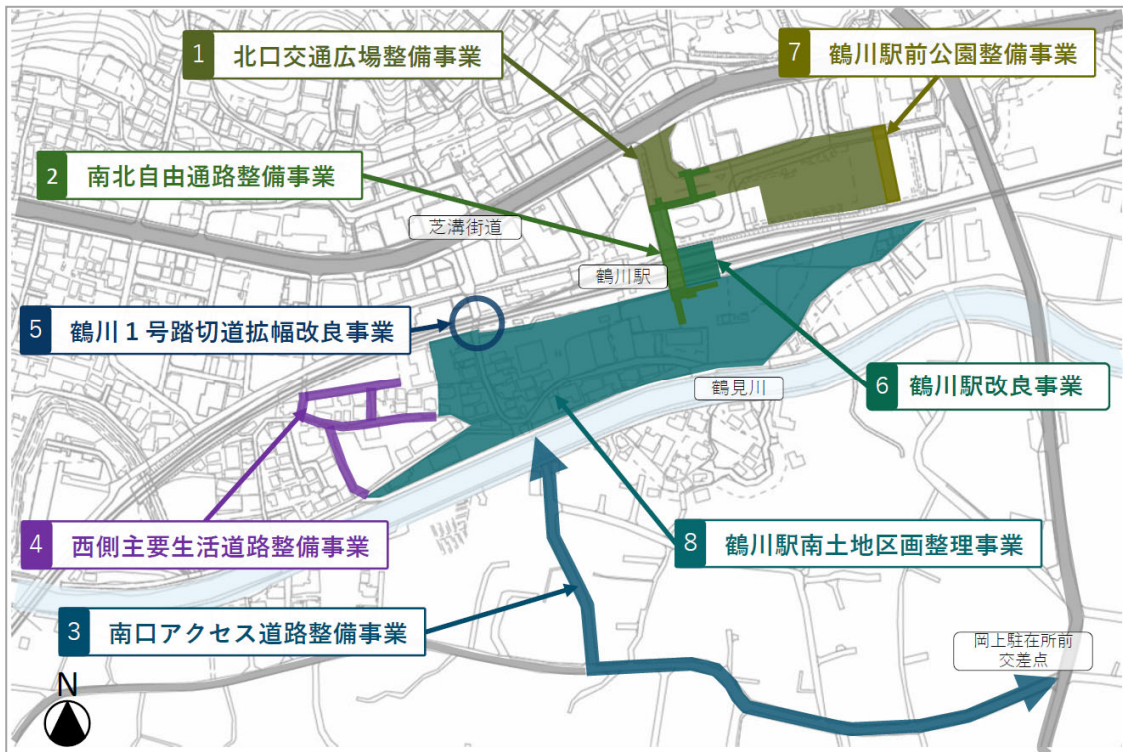 1 北口交通広場整備事業
7 鶴川駅前公園整備事業
2 南北自由通路整備事業
芝溝街道
鶴川駅
5 鶴川１号踏切道拡幅改良事業
鶴見川
6 鶴川駅改良事業
4 西側主要生活道路整備事業
8 鶴川駅南土地区画整理事業
3 南口アクセス道路整備事業
岡上駐在所前
交差点
N